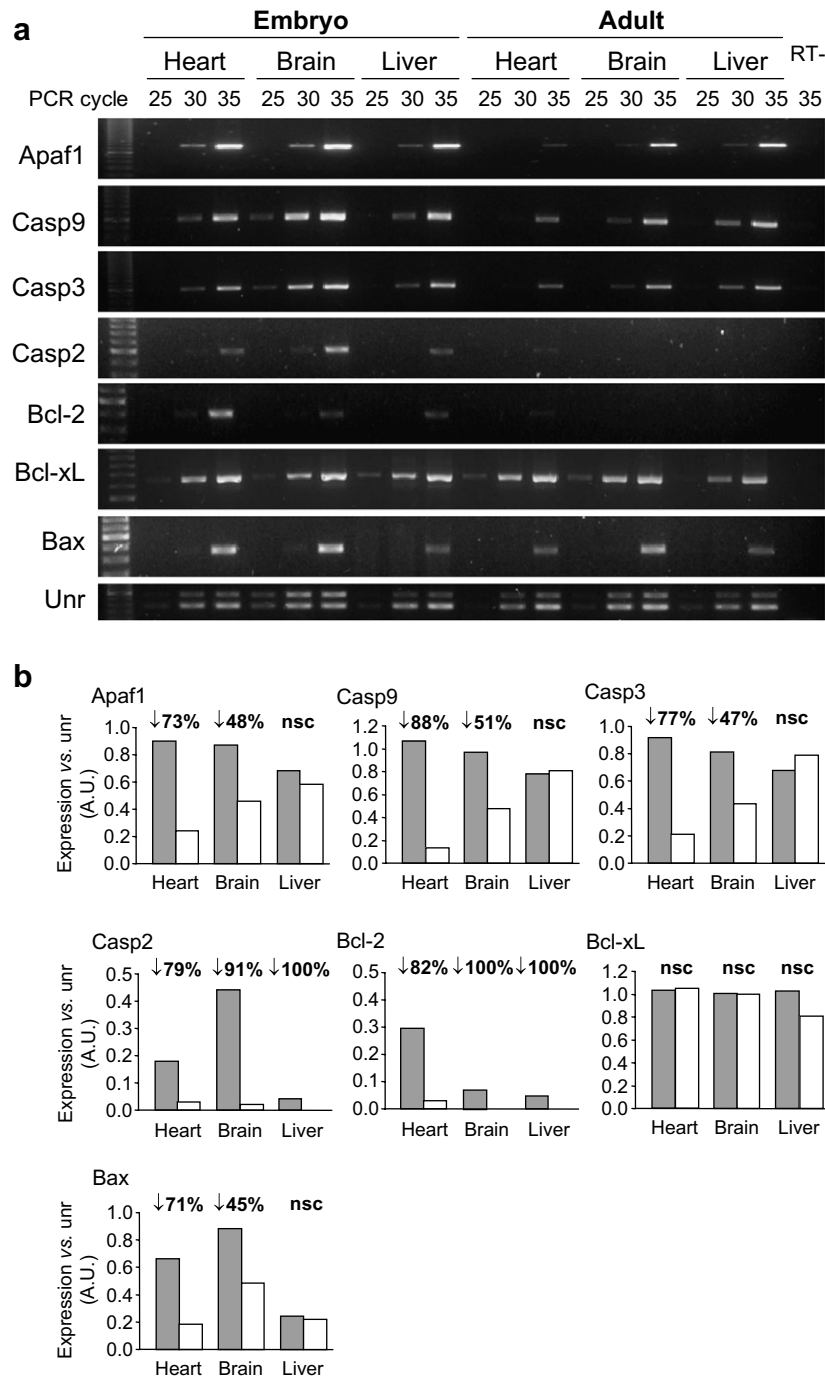 a
Embryo Adult
Heart Brain Liver Heart Brain Liver RT-
PCR cycle 25 30 35 25 30 35 25 30 35 25 30 35 25 30 35 25 30 35 35
Apaf1
Casp9
Casp3
Casp2
Bcl-2
Bcl-xL
Bax
Unr
b
Apaf1 Casp9 Casp3
↓73% ↓48% nsc ↓88% ↓51% nsc ↓77% ↓47% nsc
Expression vs. unr
(A.U.)
1.0
0.8
0.6
0.4
0.2
0.0
1.2
1.0
0.8
0.6
0.4
0.2
0.0
1.0
0.8
0.6
0.4
0.2
0.0
Heart Brain Liver Heart Brain Liver Heart Brain Liver
Casp2 Bcl-2 Bcl-xL
↓79% ↓91% ↓100% ↓82% ↓100% ↓100% nsc nsc nsc
Expression vs. unr
(A.U.)
0.5
0.4
0.3
0.2
0.1
0.0
0.5
0.4
0.3
0.2
0.1
0.0
1.2
1.0
0.8
0.6
0.4
0.2
0.0
Heart Brain Liver Heart Brain Liver Heart Brain Liver
Bax
↓71% ↓45% nsc
Expression vs. unr
(A.U.)
1.0
0.8
0.6
0.4
0.2
0.0
Heart Brain Liver